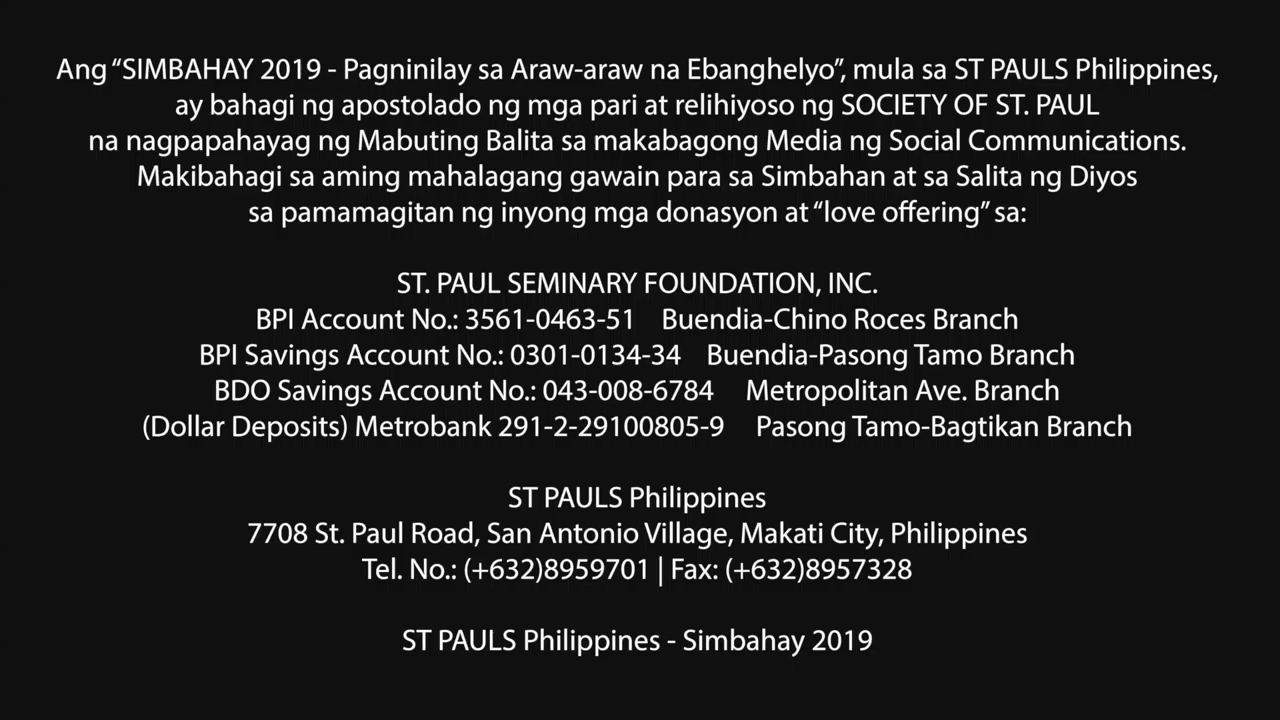 Ang “SIMBAHAY 2019 - Pagninilay sa Araw-araw na Ebanghelyo”, mula sa ST PAULS Philippines,
ay bahagi ng apostolado ng mga pari at relihiyoso ng SOCIETY OF ST. PAUL
na nagpapahayag ng Mabuting Balita sa makabagong Media ng Social Communications.
Makibahagi sa aming mahalagang gawain para sa Simbahan at sa Salita ng Diyos
sa pamamagitan ng inyong mga donasyon at “love offering” sa:
ST. PAUL SEMINARY FOUNDATION, INC.
BPI Account No.: 3561-0463-51 Buendia-Chino Roces Branch
BPI Savings Account No.: 0301-0134-34 Buendia-Pasong Tamo Branch
BDO Savings Account No.: 043-008-6784 Metropolitan Ave. Branch
(Dollar Deposits) Metrobank 291-2-29100805-9 Pasong Tamo-Bagtikan Branch
ST PAULS Philippines
7708 St. Paul Road, San Antonio Village, Makati City, Philippines
Tel. No.: (+632)8959701 | Fax: (+632)8957328
ST PAULS Philippines - Simbahay 2019